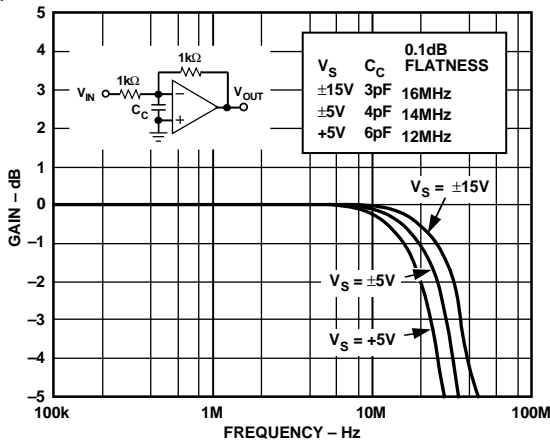 5
4
3
2
1
0
–1
–2
–3
–4
–5
GAIN – dB
100k
1M
10M
100M
FREQUENCY – Hz
1kΩ
1kΩ
V_IN
C_C
–
+
V_OUT
0.1dB
V_S C_C FLATNESS
±15V 3pF 16MHz
±5V 4pF 14MHz
+5V 6pF 12MHz
V_S = ±15V
V_S = ±5V
V_S = +5V